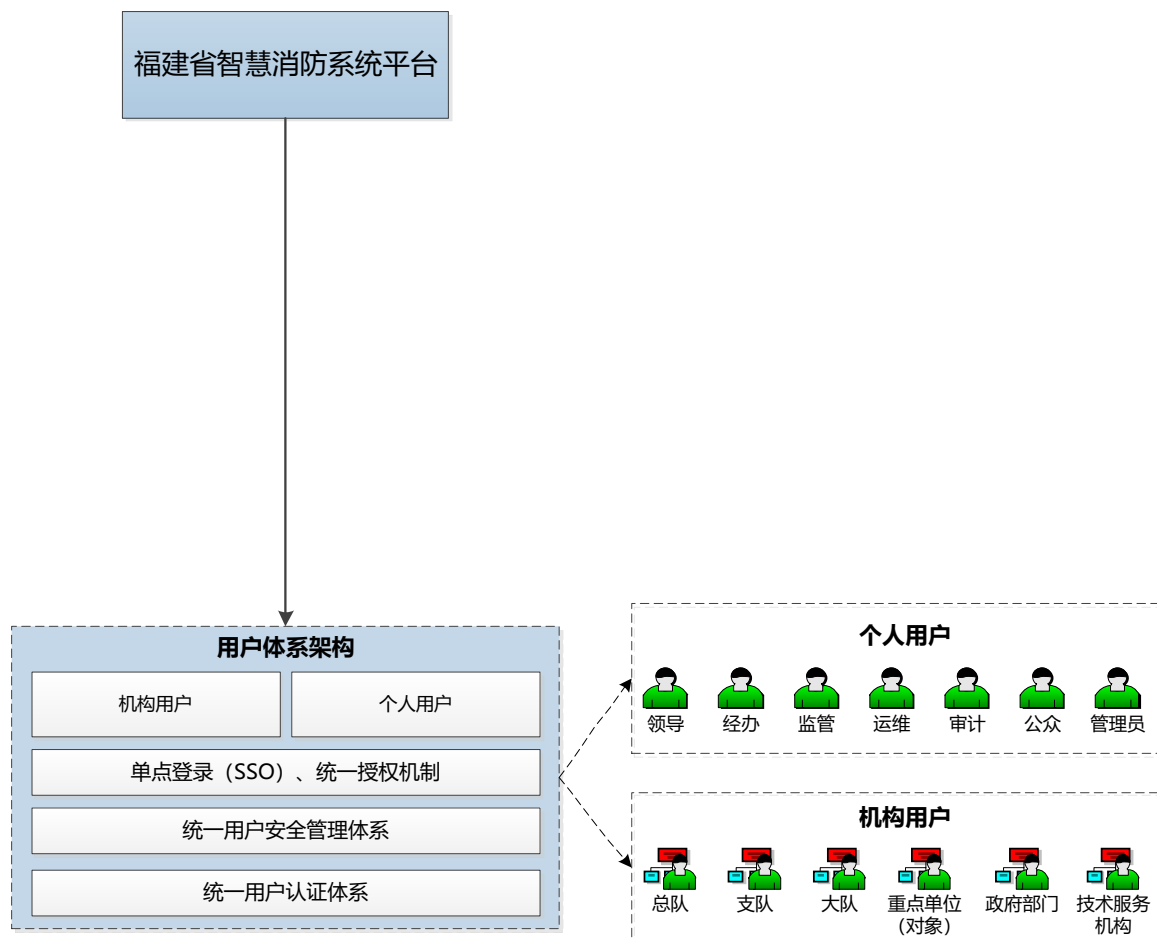 福建省智慧消防系统平台
用户体系架构
机构用户
个人用户
单点登录（SSO）、统一授权机制
统一用户安全管理体系
统一用户认证体系
个人用户
领导
经办
监管
运维
审计
公众
管理员
机构用户
总队
支队
大队
重点单位
（对象）
政府部门
技术服务
机构